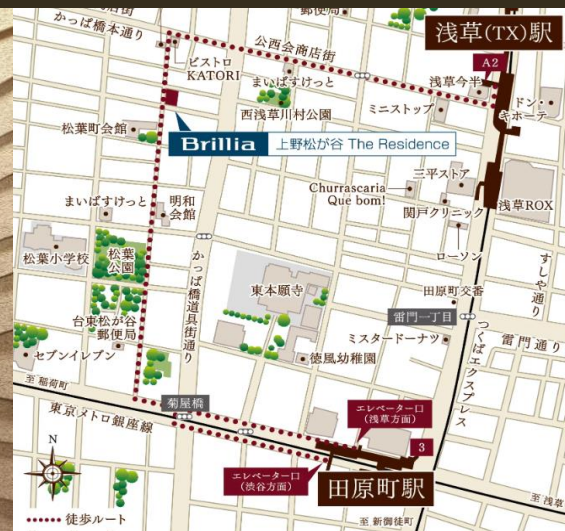 郵便局
かっぱ橋本通り
公西会商店街
浅草(TX)駅
A2
ビストロ
KATORI
まいばすけっと
浅草今半
ドン・
キホーテ
西浅草川村公園
ミニストップ
松葉町会館
Brillia 上野松が谷 The Residence
三平ストア
Churrascaria
Que bom!
まいばすけっと
明和
会館
関戸クリニック
浅草ROX
ローソン
松葉小学校
松葉
公園
かっぱ橋道具街通り
東本願寺
田原町交番
すしや通り
雷門一丁目
雷門通り
台東松が谷
郵便局
ミスタードーナツ
つくばエクスプレス
セブンイレブン
徳風幼稚園
至 稲荷町
菊屋橋
エレベーター口
(浅草方面)
東京メトロ銀座線
3
N
エレベーター口
(渋谷方面)
田原町駅
至 浅草
徒歩ルート
至 新御徒町